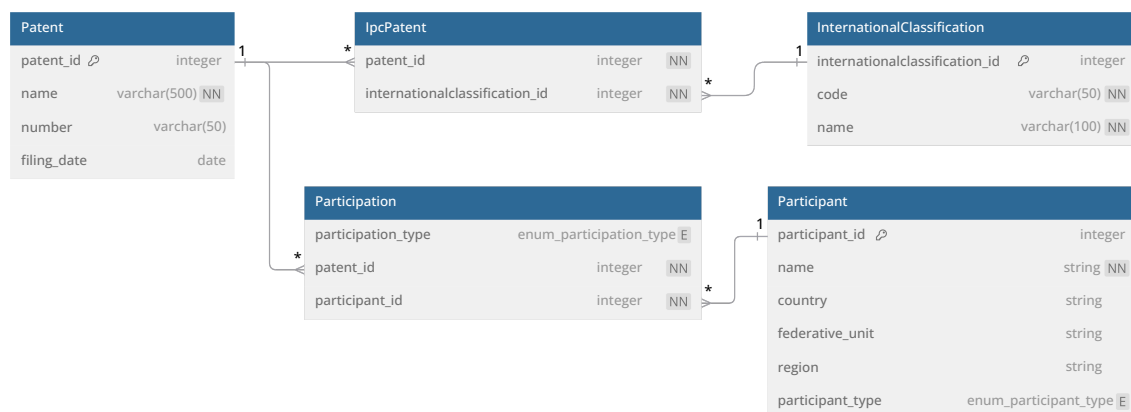 Patent
patent_id integer
name varchar(500) NN
number varchar(50)
filing_date date
1
*
IpcPatent
patent_id integer NN
internationalclassification_id integer NN
*
1
InternationalClassification
internationalclassification_id integer
code varchar(50) NN
name varchar(100) NN
*
Participation
participation_type enum_participation_type E
patent_id integer NN
participant_id integer NN
*
1
Participant
participant_id integer
name string NN
country string
federative_unit string
region string
participant_type enum_participant_type E